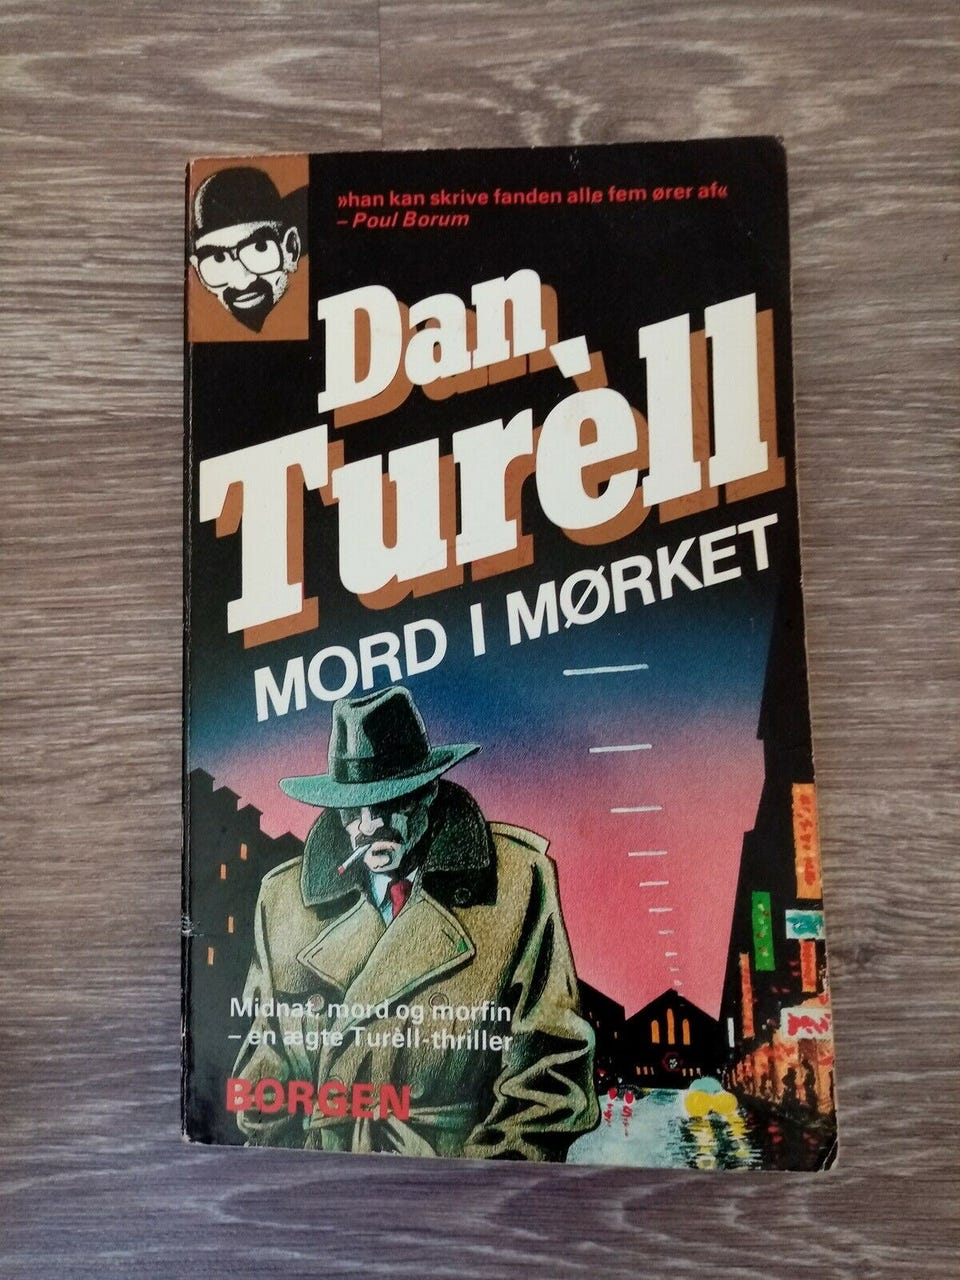 »han kan skrive fanden alle fem ører af«
– Poul Borum
Dan
Turèll
MORD I MØRKET
Midnat, mord og morfin
– en ægte Turèll-thriller
BORGEN